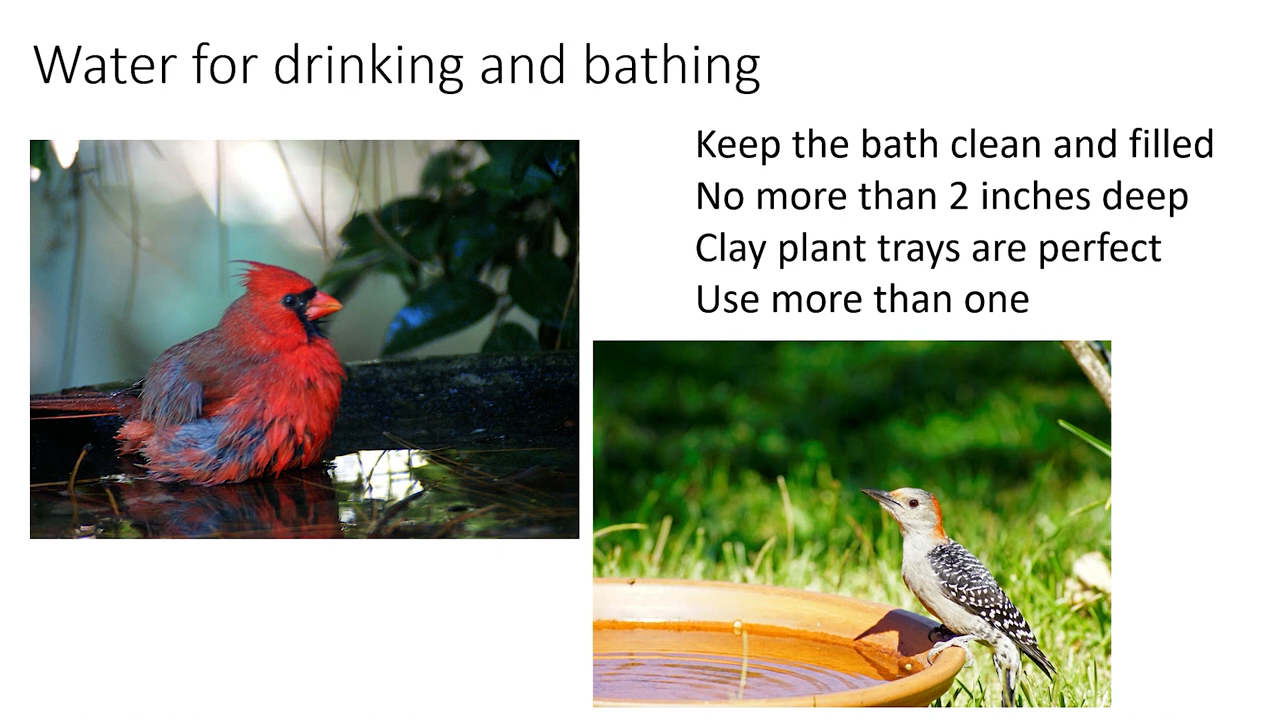 Water for drinking and bathing
Keep the bath clean and filled
No more than 2 inches deep
Clay plant trays are perfect
Use more than one